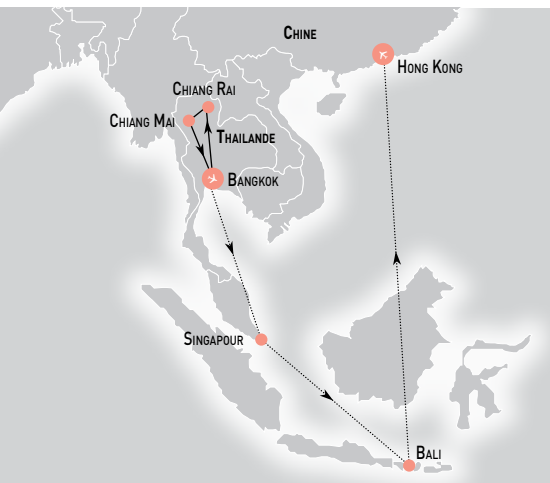 CHINE
HONG KONG
CHIANG RAI
CHIANG MAI
THAILANDE
BANGKOK
SINGAPOUR
BALI